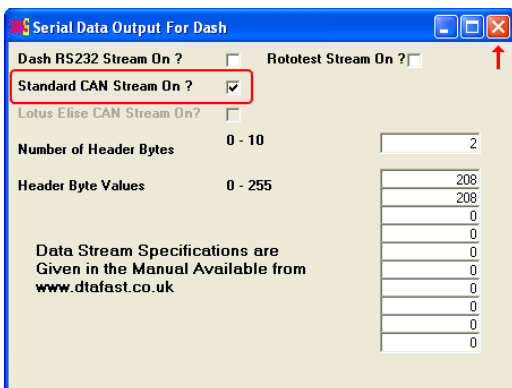 Serial Data Output For Dash
Dash RS232 Stream On ? Rototest Stream On ?
Standard CAN Stream On ?
Lotus Elise CAN Stream On?
Number of Header Bytes 0 - 10 2
Header Byte Values 0 - 255 208
208
0
0
0
0
0
0
0
0
Data Stream Specifications are
Given in the Manual Available from
www.dtafast.co.uk